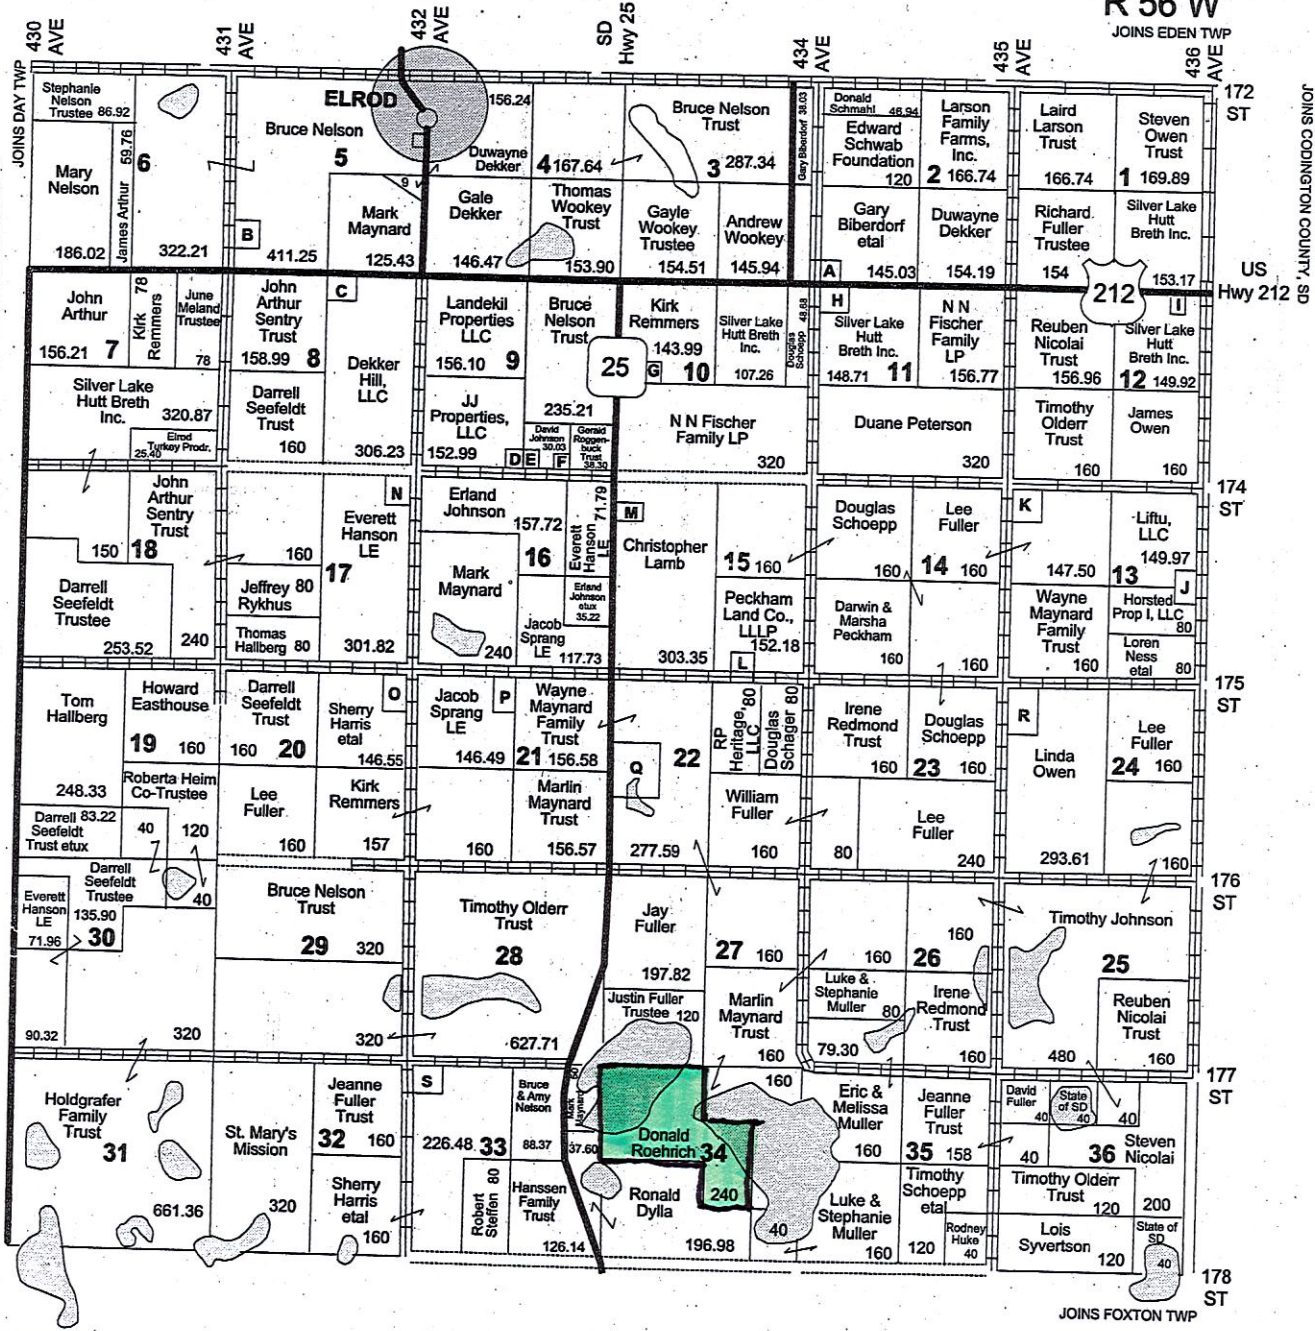 R 56 W
JOINS EDEN TWP
430 AVE
431 AVE
432 AVE
SD Hwy 25
434 AVE
435 AVE
436 AVE
JOINS DAY TWP
JOINS CODINGTON COUNTY, SD
172 ST
Stephanie
Nelson
Trustee 86.92
Mary
Nelson
186.02
James Arthur 59.76
6
322.21
ELROD
Bruce Nelson
5
B
411.25
9
Mark
Maynard
125.43
156.24
Duwayne
Dekker
4 167.64
Gale
Dekker
146.47
Thomas
Wookey
Trust
153.90
Bruce Nelson
Trust
3 287.34
Gayle
Wookey
Trustee
154.51
Andrew
Wookey
145.94
Gary Biberdorf 38.03
Donald
Schmahl 46.94
Edward
Schwab
Foundation
120
Larson
Family
Farms,
Inc.
2 166.74
Gary
Biberdorf
etal
A
145.03
Duwayne
Dekker
154.19
Laird
Larson
Trust
166.74
Steven
Owen
Trust
1 169.89
Richard
Fuller
Trustee
154
Silver Lake
Hutt
Breth Inc.
153.17
US
Hwy 212
212
John
Arthur
156.21 7
Kirk Remmers 78
June
Meland
Trustee
78
Silver Lake
Hutt Breth
Inc.
320.87
Elrod
Turkey Prodr.
25.40
John
Arthur
Sentry
Trust
158.99 8
C
Dekker
Hill,
LLC
306.23
Darrell
Seefeldt
Trust
160
Landekil
Properties
LLC
156.10 9
JJ
Properties,
LLC
152.99
Bruce
Nelson
Trust
235.21
David
Johnson
30.03
Gerald
Roggen-
buck
Trust
38.30
D E F
25
Kirk
Remmers
143.99
G 10
Silver Lake
Hutt Breth
Inc.
107.26
Douglas Schoepp 48.68
N N Fischer
Family LP
320
H
Silver Lake
Hutt
Breth Inc.
148.71 11
N N
Fischer
Family
LP
156.77
Duane Peterson
320
Reuben
Nicolai
Trust
156.96
I
Silver Lake
Hutt
Breth Inc.
12 149.92
Timothy
Olderr
Trust
160
James
Owen
160
174 ST
150 18
John
Arthur
Sentry
Trust
Darrell
Seefeldt
Trustee
253.52
240
160
17
Jeffrey 80
Rykhus
Thomas
Hallberg 80
N
Everett
Hanson
LE
301.82
Erland
Johnson
157.72
16
Everett Hanson LE 71.79
Mark
Maynard
240
Erland
Johnson
etux
35.22
Jacob
Sprang
LE
117.73
M
Christopher
Lamb
303.35
15 160
Peckham
Land Co.,
LLLP
152.18
L
Douglas
Schoepp
160
Lee
Fuller
14 160
Darwin &
Marsha
Peckham
160
160
K
147.50
Liftu,
LLC
149.97
13
J
Wayne
Maynard
Family
Trust
160
Horsted
Prop I, LLC
80
Loren
Ness
etal 80
175 ST
Tom
Hallberg
248.33
Howard
Easthouse
19 160
Roberta Heim
Co-Trustee
40
120
Darrell 83.22
Seefeldt
Trust etux
Darrell
Seefeldt
Trust
160 20
O
Sherry
Harris
etal
146.55
Lee
Fuller
160
Kirk
Remmers
157
Jacob
Sprang
LE
146.49
P
Wayne
Maynard
Family
Trust
21 156.58
160
Marlin
Maynard
Trust
156.57
22
Q
277.59
RP Heritage, LLC 80
Douglas Schager 80
William
Fuller
160
Irene
Redmond
Trust
160
Douglas
Schoepp
23 160
80
Lee
Fuller
240
R
Linda
Owen
293.61
Lee
Fuller
24 160
160
176 ST
Everett
Hanson
LE
71.96
Darrell
Seefeldt
Trustee
135.90
30
40
90.32
320
Bruce Nelson
Trust
29 320
320
Timothy Olderr
Trust
28
627.71
Jay
Fuller
197.82
27 160
Justin Fuller
Trustee 120
Marlin
Maynard
Trust
160
160
160
26
Luke &
Stephanie
Muller 80
79.30
Irene
Redmond
Trust
160
Timothy Johnson
25
480
Reuben
Nicolai
Trust
160
177 ST
Holdgrafer
Family
Trust
31
661.36
St. Mary's
Mission
320
Jeanne
Fuller
Trust
32 160
Sherry
Harris
etal
160
S
226.48 33
Bruce
& Amy
Nelson
88.37
Mark Maynard 50
37.60
Robert Steffen 80
Hanssen
Family
Trust
126.14
Donald
Roehrich 34
240
160
Ronald
Dylla
196.98
40
Eric &
Melissa
Muller
160
Luke &
Stephanie
Muller
160
Jeanne
Fuller
Trust
35 158
Timothy
Schoepp
etal
120
Rodney
Huke
40
David
Fuller
40
State
of SD
40
40
40
36
Steven
Nicolai
200
Timothy Olderr
Trust
120
Lois
Syvertson
120
State of
SD
40
178 ST
JOINS FOXTON TWP